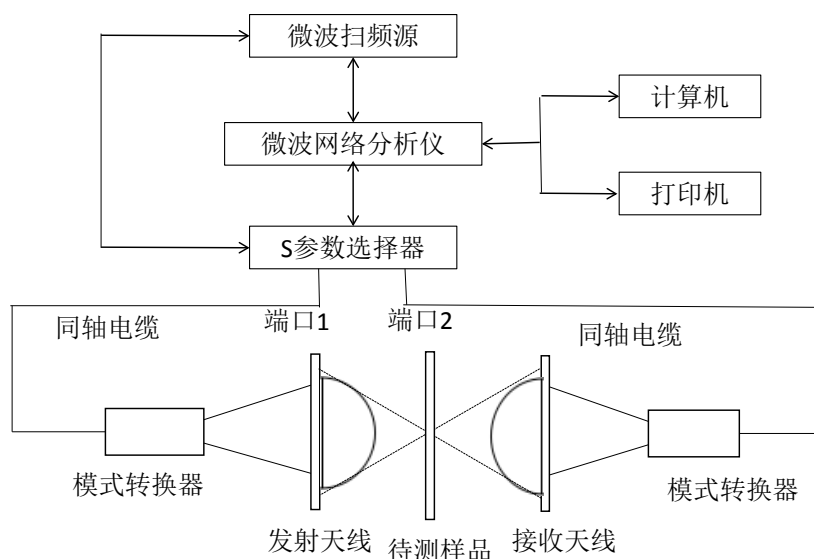 微波扫频源
计算机
微波网络分析仪
打印机
S参数选择器
同轴电缆
端口1
端口2
同轴电缆
模式转换器
模式转换器
发射天线
待测样品
接收天线